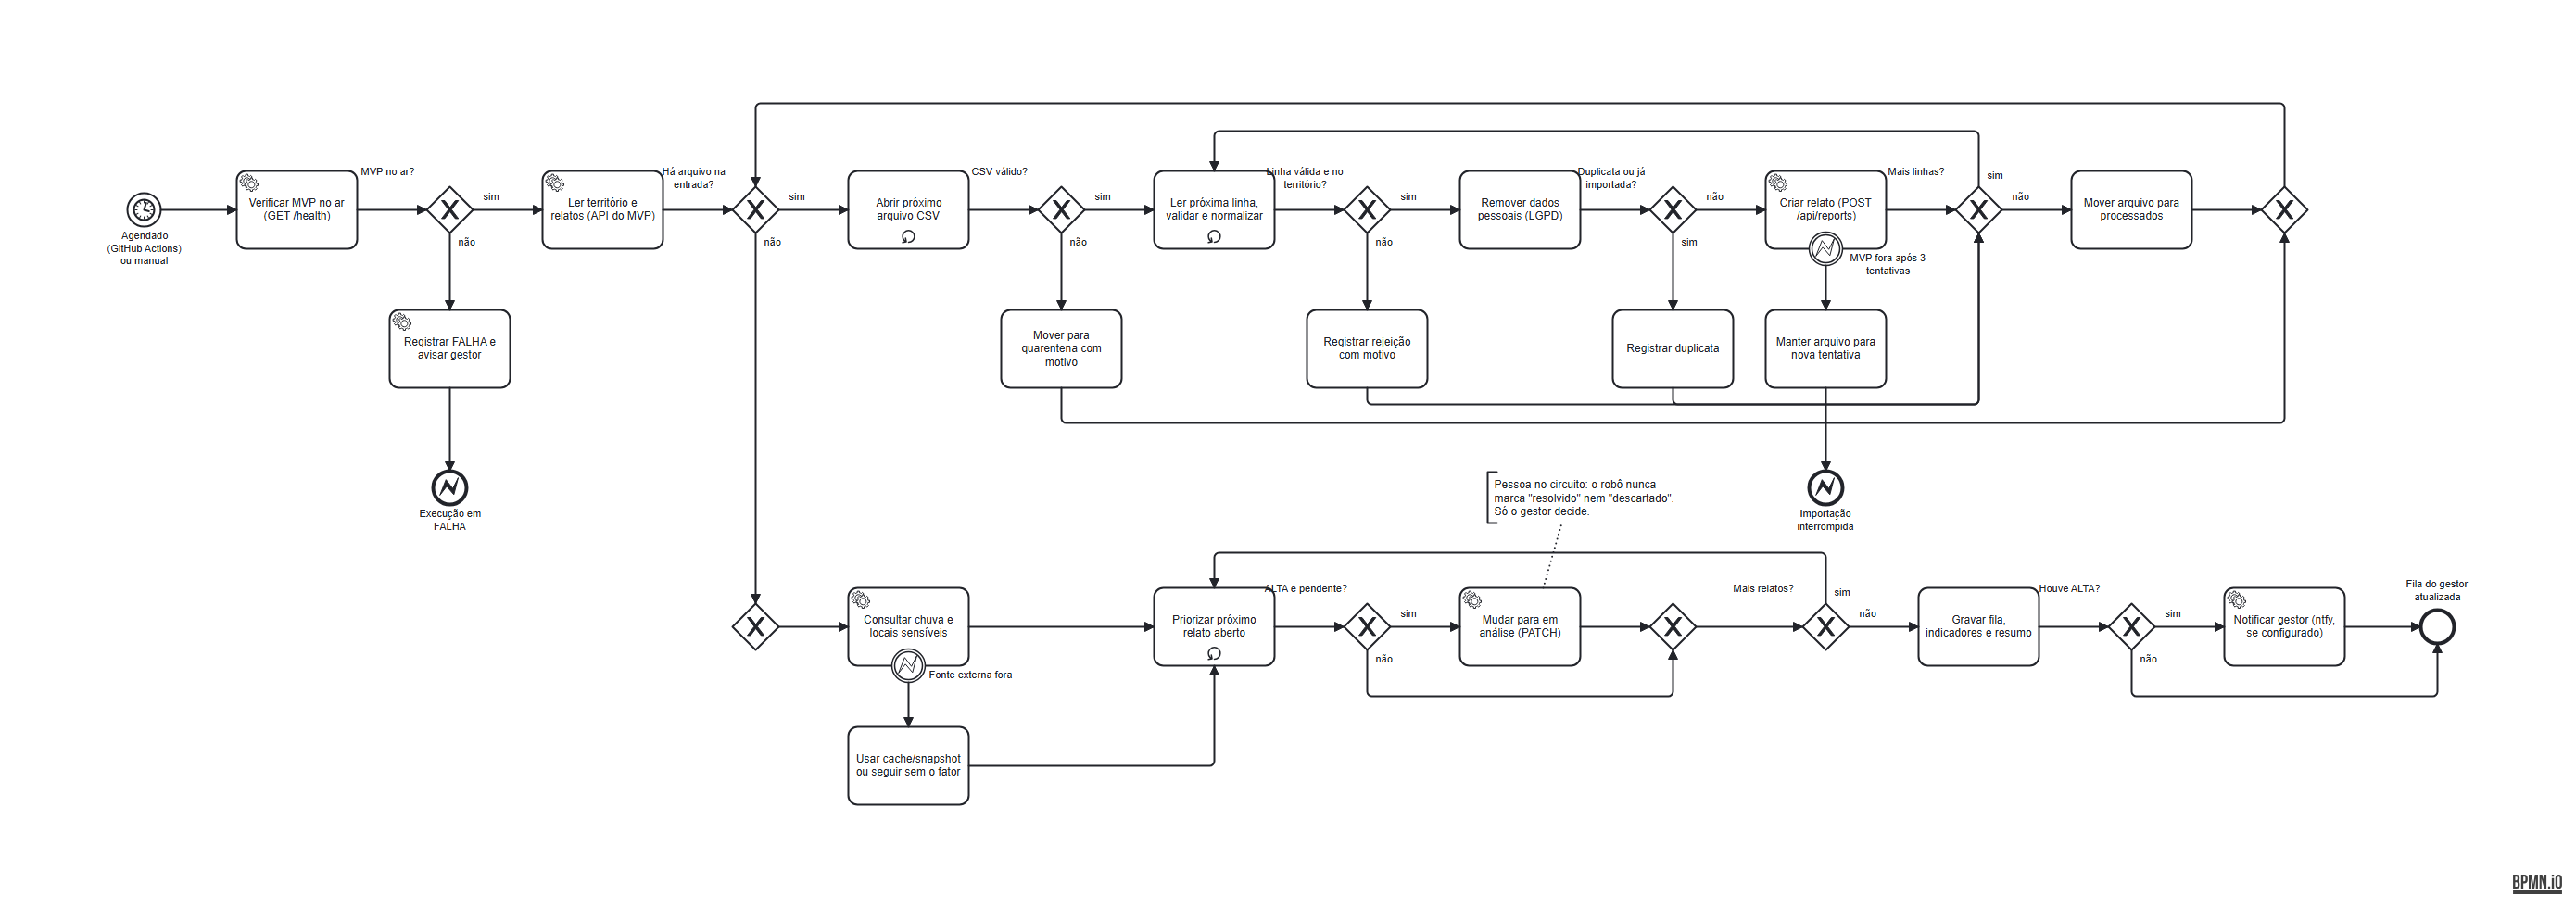 Agendado
(GitHub Actions)
ou manual
Verificar MVP no ar
(GET /health)
MVP no ar?
sim
não
Registrar FALHA e
avisar gestor
Execução em
FALHA
Ler território e
relatos (API do MVP)
Há arquivo na
entrada?
sim
não
Abrir próximo
arquivo CSV
CSV válido?
sim
não
Mover para
quarentena com
motivo
Ler próxima linha,
validar e normalizar
Linha válida e no
território?
sim
não
Registrar rejeição
com motivo
Remover dados
pessoais (LGPD)
Duplicata ou já
importada?
não
sim
Registrar duplicata
Criar relato (POST
/api/reports)
MVP fora após 3
tentativas
Manter arquivo para
nova tentativa
Importação
interrompida
Mais linhas?
sim
não
Mover arquivo para
processados
Pessoa no circuito: o robô nunca
marca "resolvido" nem "descartado".
Só o gestor decide.
Consultar chuva e
locais sensíveis
Fonte externa fora
Usar cache/snapshot
ou seguir sem o fator
Priorizar próximo
relato aberto
ALTA e pendente?
sim
não
Mudar para em
análise (PATCH)
Mais relatos?
sim
não
Gravar fila,
indicadores e resumo
Houve ALTA?
sim
não
Notificar gestor (ntfy,
se configurado)
Fila do gestor
atualizada
BPMN.iO